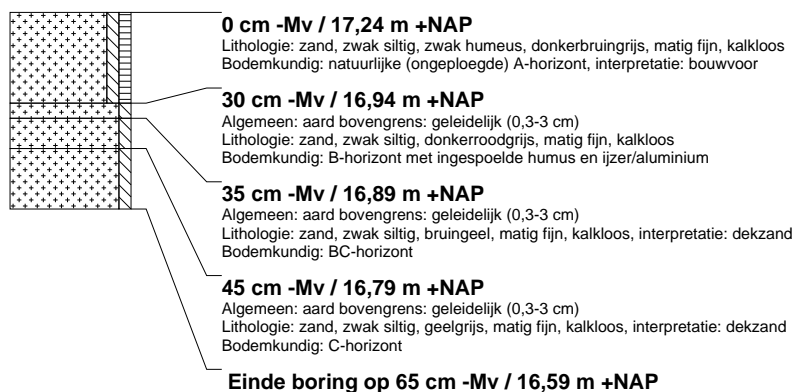 0 cm -Mv / 17,24 m +NAP
Lithologie: zand, zwak siltig, zwak humeus, donkerbruingrijs, matig fijn, kalkloos
Bodemkundig: natuurlijke (ongeploegde) A-horizont, interpretatie: bouwvoor
30 cm -Mv / 16,94 m +NAP
Algemeen: aard bovengrens: geleidelijk (0,3-3 cm)
Lithologie: zand, zwak siltig, donkerroodgrijs, matig fijn, kalkloos
Bodemkundig: B-horizont met ingespoelde humus en ijzer/aluminium
35 cm -Mv / 16,89 m +NAP
Algemeen: aard bovengrens: geleidelijk (0,3-3 cm)
Lithologie: zand, zwak siltig, bruingeel, matig fijn, kalkloos, interpretatie: dekzand
Bodemkundig: BC-horizont
45 cm -Mv / 16,79 m +NAP
Algemeen: aard bovengrens: geleidelijk (0,3-3 cm)
Lithologie: zand, zwak siltig, geelgrijs, matig fijn, kalkloos, interpretatie: dekzand
Bodemkundig: C-horizont
Einde boring op 65 cm -Mv / 16,59 m +NAP